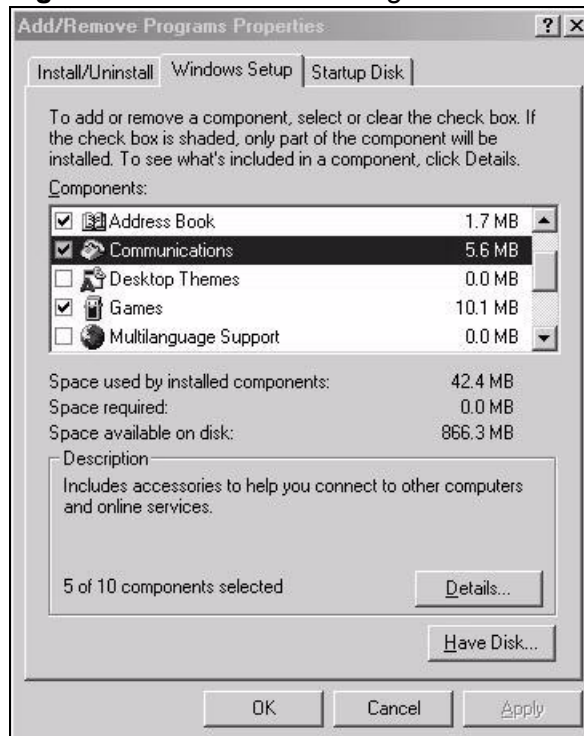 Add/Remove Programs Properties
Install/Uninstall Windows Setup Startup Disk
To add or remove a component, select or clear the check box. If
the check box is shaded, only part of the component will be
installed. To see what's included in a component, click Details.
Components:
Address Book 1.7 MB
Communications 5.6 MB
Desktop Themes 0.0 MB
Games 10.1 MB
Multilanguage Support 0.0 MB
Space used by installed components: 42.4 MB
Space required: 0.0 MB
Space available on disk: 866.3 MB
Description
Includes accessories to help you connect to other computers
and online services.
5 of 10 components selected
Details...
Have Disk...
OK Cancel Apply